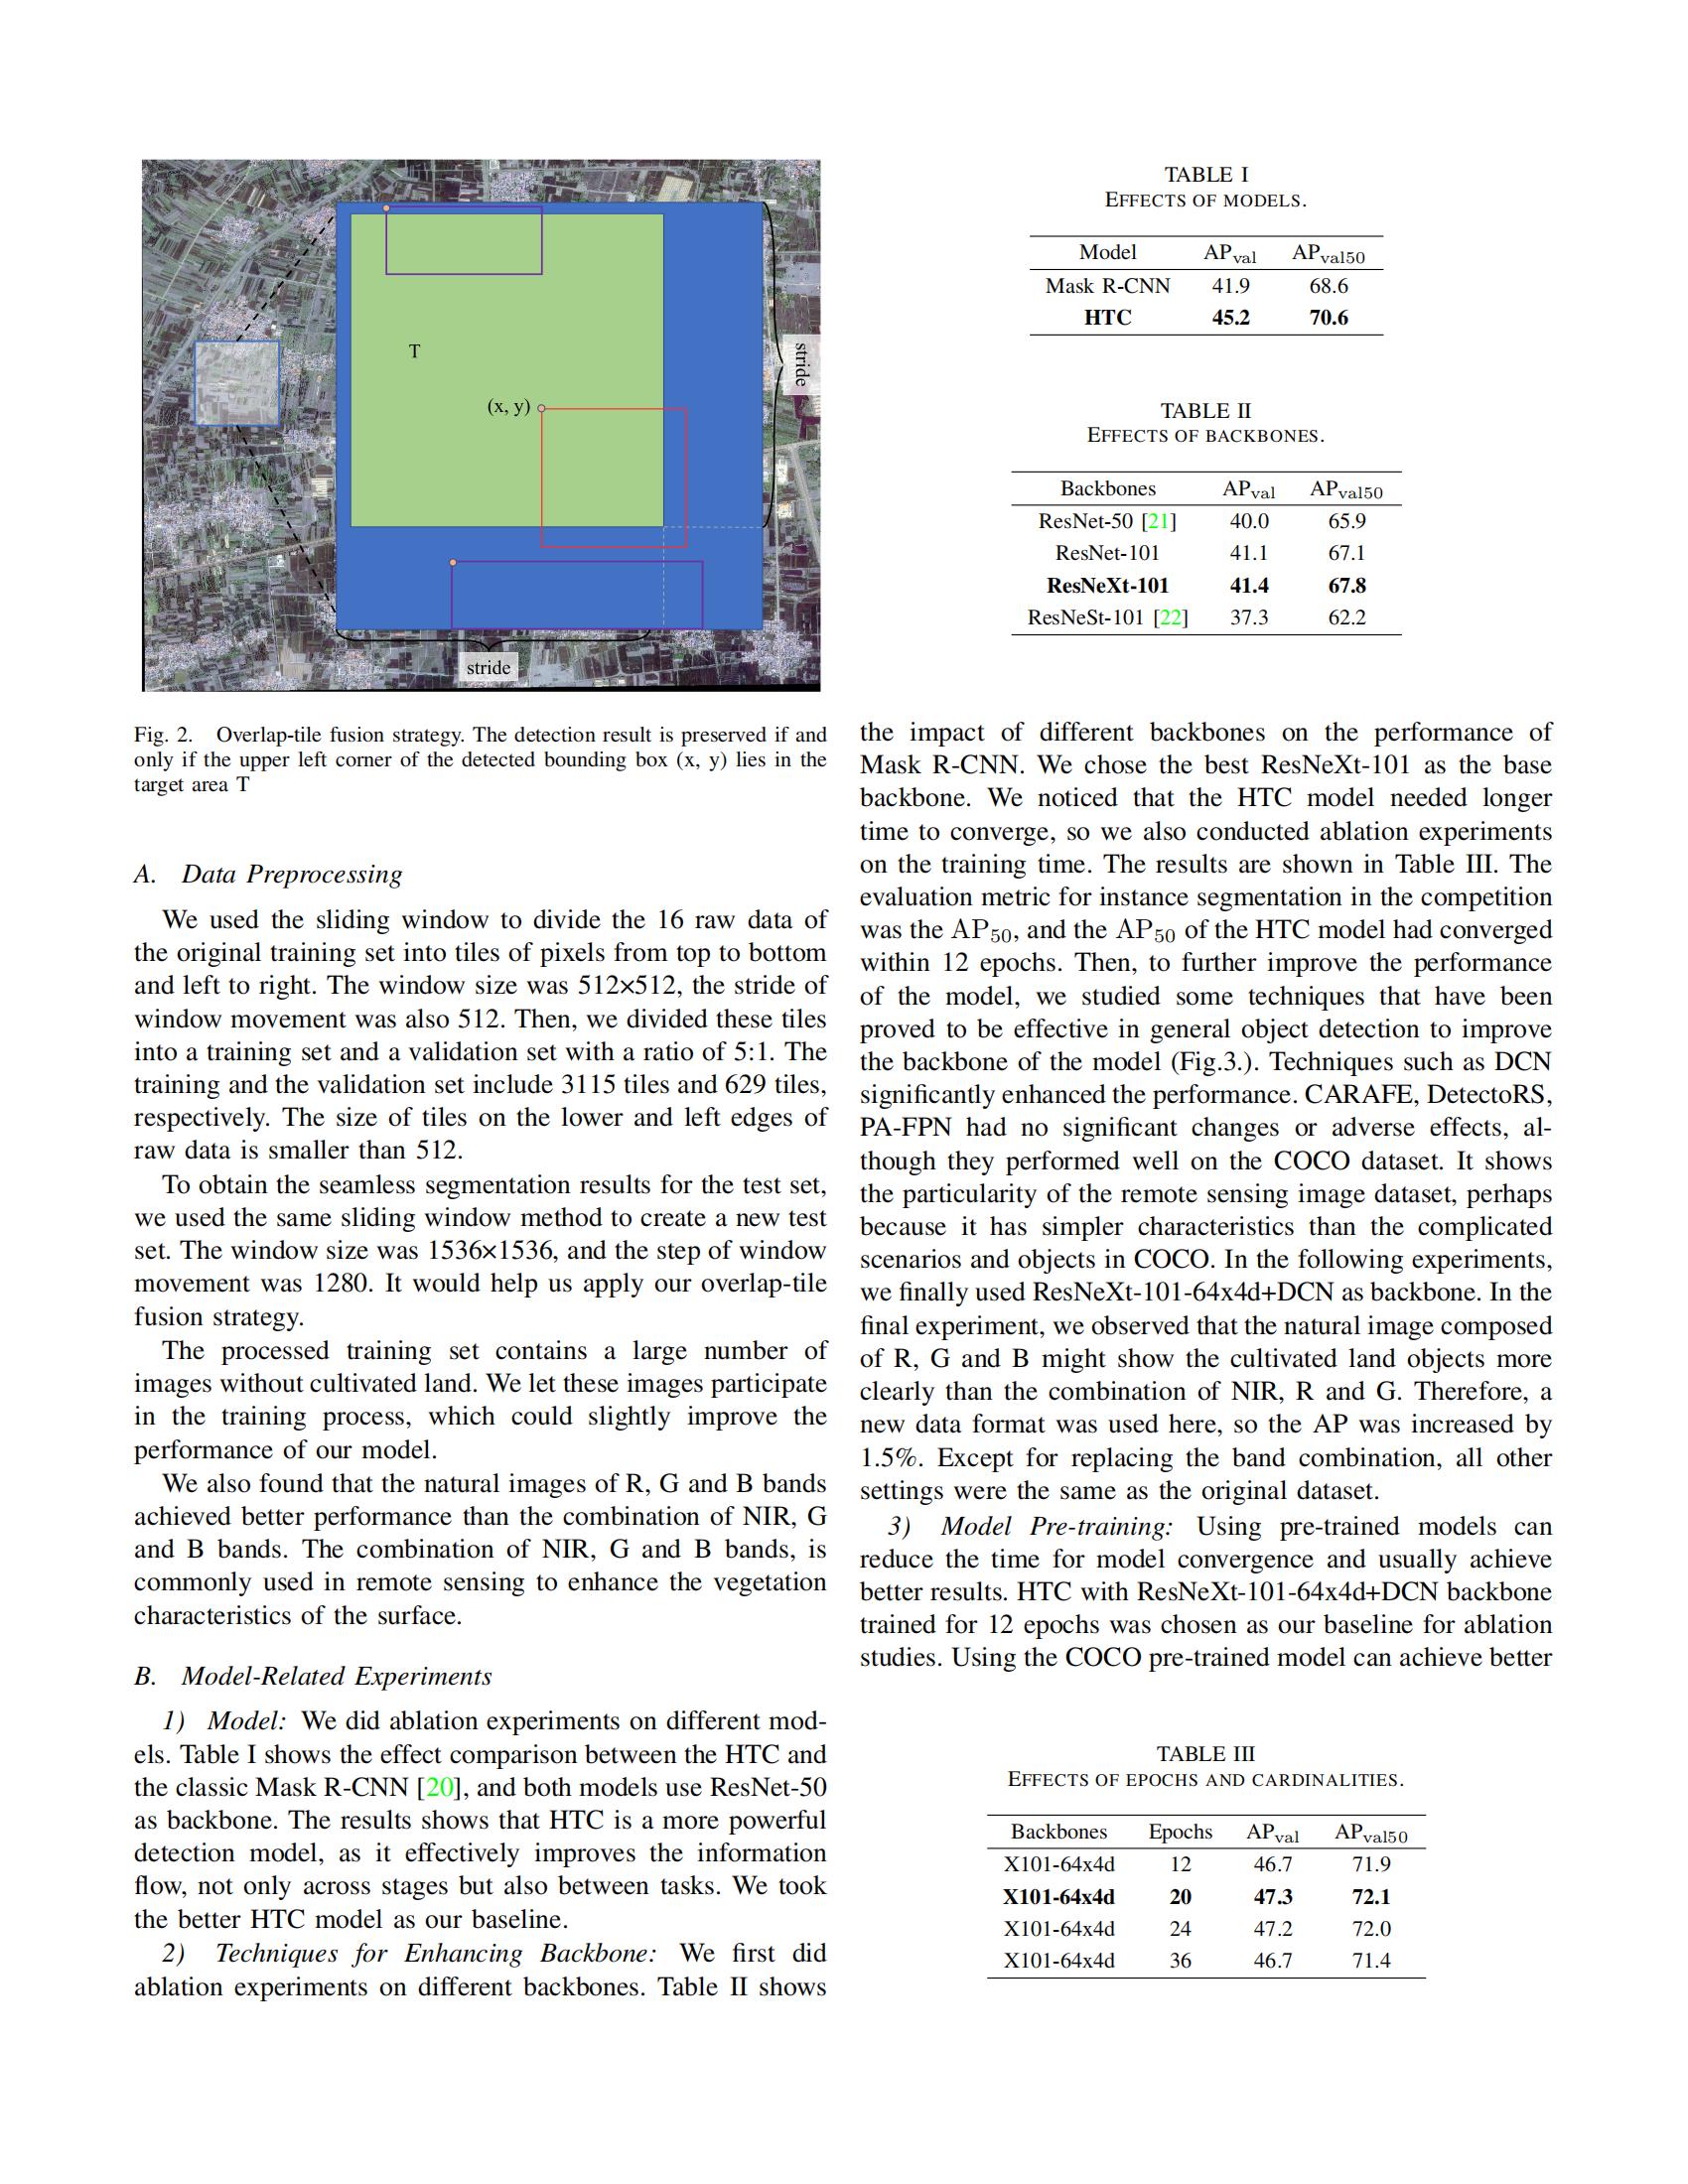 T
(x, y)
stride
stride
Fig. 2. Overlap-tile fusion strategy. The detection result is preserved if and
only if the upper left corner of the detected bounding box (x, y) lies in the
target area T
A. Data Preprocessing
We used the sliding window to divide the 16 raw data of
the original training set into tiles of pixels from top to bottom
and left to right. The window size was 512×512, the stride of
window movement was also 512. Then, we divided these tiles
into a training set and a validation set with a ratio of 5:1. The
training and the validation set include 3115 tiles and 629 tiles,
respectively. The size of tiles on the lower and left edges of
raw data is smaller than 512.
To obtain the seamless segmentation results for the test set,
we used the same sliding window method to create a new test
set. The window size was 1536×1536, and the step of window
movement was 1280. It would help us apply our overlap-tile
fusion strategy.
The processed training set contains a large number of
images without cultivated land. We let these images participate
in the training process, which could slightly improve the
performance of our model.
We also found that the natural images of R, G and B bands
achieved better performance than the combination of NIR, G
and B bands. The combination of NIR, G and B bands, is
commonly used in remote sensing to enhance the vegetation
characteristics of the surface.
B. Model-Related Experiments
1) Model: We did ablation experiments on different mod-
els. Table I shows the effect comparison between the HTC and
the classic Mask R-CNN [20], and both models use ResNet-50
as backbone. The results shows that HTC is a more powerful
detection model, as it effectively improves the information
flow, not only across stages but also between tasks. We took
the better HTC model as our baseline.
2) Techniques for Enhancing Backbone: We first did
ablation experiments on different backbones. Table II shows
TABLE I
EFFECTS OF MODELS.
Model APval APval50
Mask R-CNN 41.9 68.6
HTC 45.2 70.6
TABLE II
EFFECTS OF BACKBONES.
Backbones APval APval50
ResNet-50 [21] 40.0 65.9
ResNet-101 41.1 67.1
ResNeXt-101 41.4 67.8
ResNeSt-101 [22] 37.3 62.2
the impact of different backbones on the performance of
Mask R-CNN. We chose the best ResNeXt-101 as the base
backbone. We noticed that the HTC model needed longer
time to converge, so we also conducted ablation experiments
on the training time. The results are shown in Table III. The
evaluation metric for instance segmentation in the competition
was the AP50, and the AP50 of the HTC model had converged
within 12 epochs. Then, to further improve the performance
of the model, we studied some techniques that have been
proved to be effective in general object detection to improve
the backbone of the model (Fig.3.). Techniques such as DCN
significantly enhanced the performance. CARAFE, DetectoRS,
PA-FPN had no significant changes or adverse effects, al-
though they performed well on the COCO dataset. It shows
the particularity of the remote sensing image dataset, perhaps
because it has simpler characteristics than the complicated
scenarios and objects in COCO. In the following experiments,
we finally used ResNeXt-101-64x4d+DCN as backbone. In the
final experiment, we observed that the natural image composed
of R, G and B might show the cultivated land objects more
clearly than the combination of NIR, R and G. Therefore, a
new data format was used here, so the AP was increased by
1.5%. Except for replacing the band combination, all other
settings were the same as the original dataset.
3) Model Pre-training: Using pre-trained models can
reduce the time for model convergence and usually achieve
better results. HTC with ResNeXt-101-64x4d+DCN backbone
trained for 12 epochs was chosen as our baseline for ablation
studies. Using the COCO pre-trained model can achieve better
TABLE III
EFFECTS OF EPOCHS AND CARDINALITIES.
Backbones Epochs APval APval50
X101-64x4d 12 46.7 71.9
X101-64x4d 20 47.3 72.1
X101-64x4d 24 47.2 72.0
X101-64x4d 36 46.7 71.4